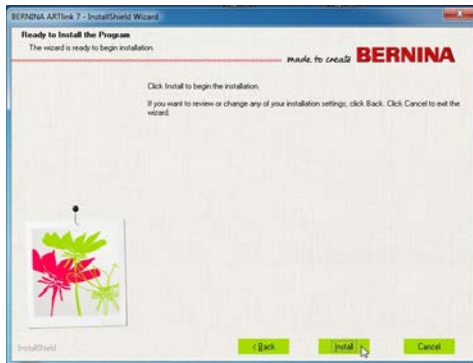 BERNINA ARTlink 7 - InstallShield Wizard
Ready to Install the Program
The wizard is ready to begin installation.
made to create BERNINA
Click Install to begin the installation.
If you want to review or change any of your installation settings, click Back. Click Cancel to exit the
wizard.
InstallShield
< Back
Install
Cancel